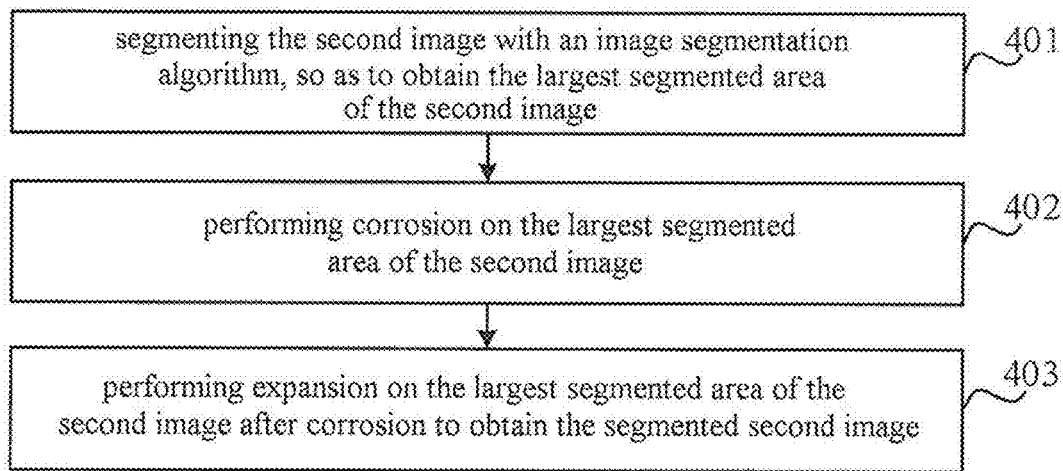 segmenting the second image with an image segmentation
algorithm, so as to obtain the largest segmented area
of the second image
401
performing corrosion on the largest segmented
area of the second image
402
performing expansion on the largest segmented area of the
second image after corrosion to obtain the segmented second image
403